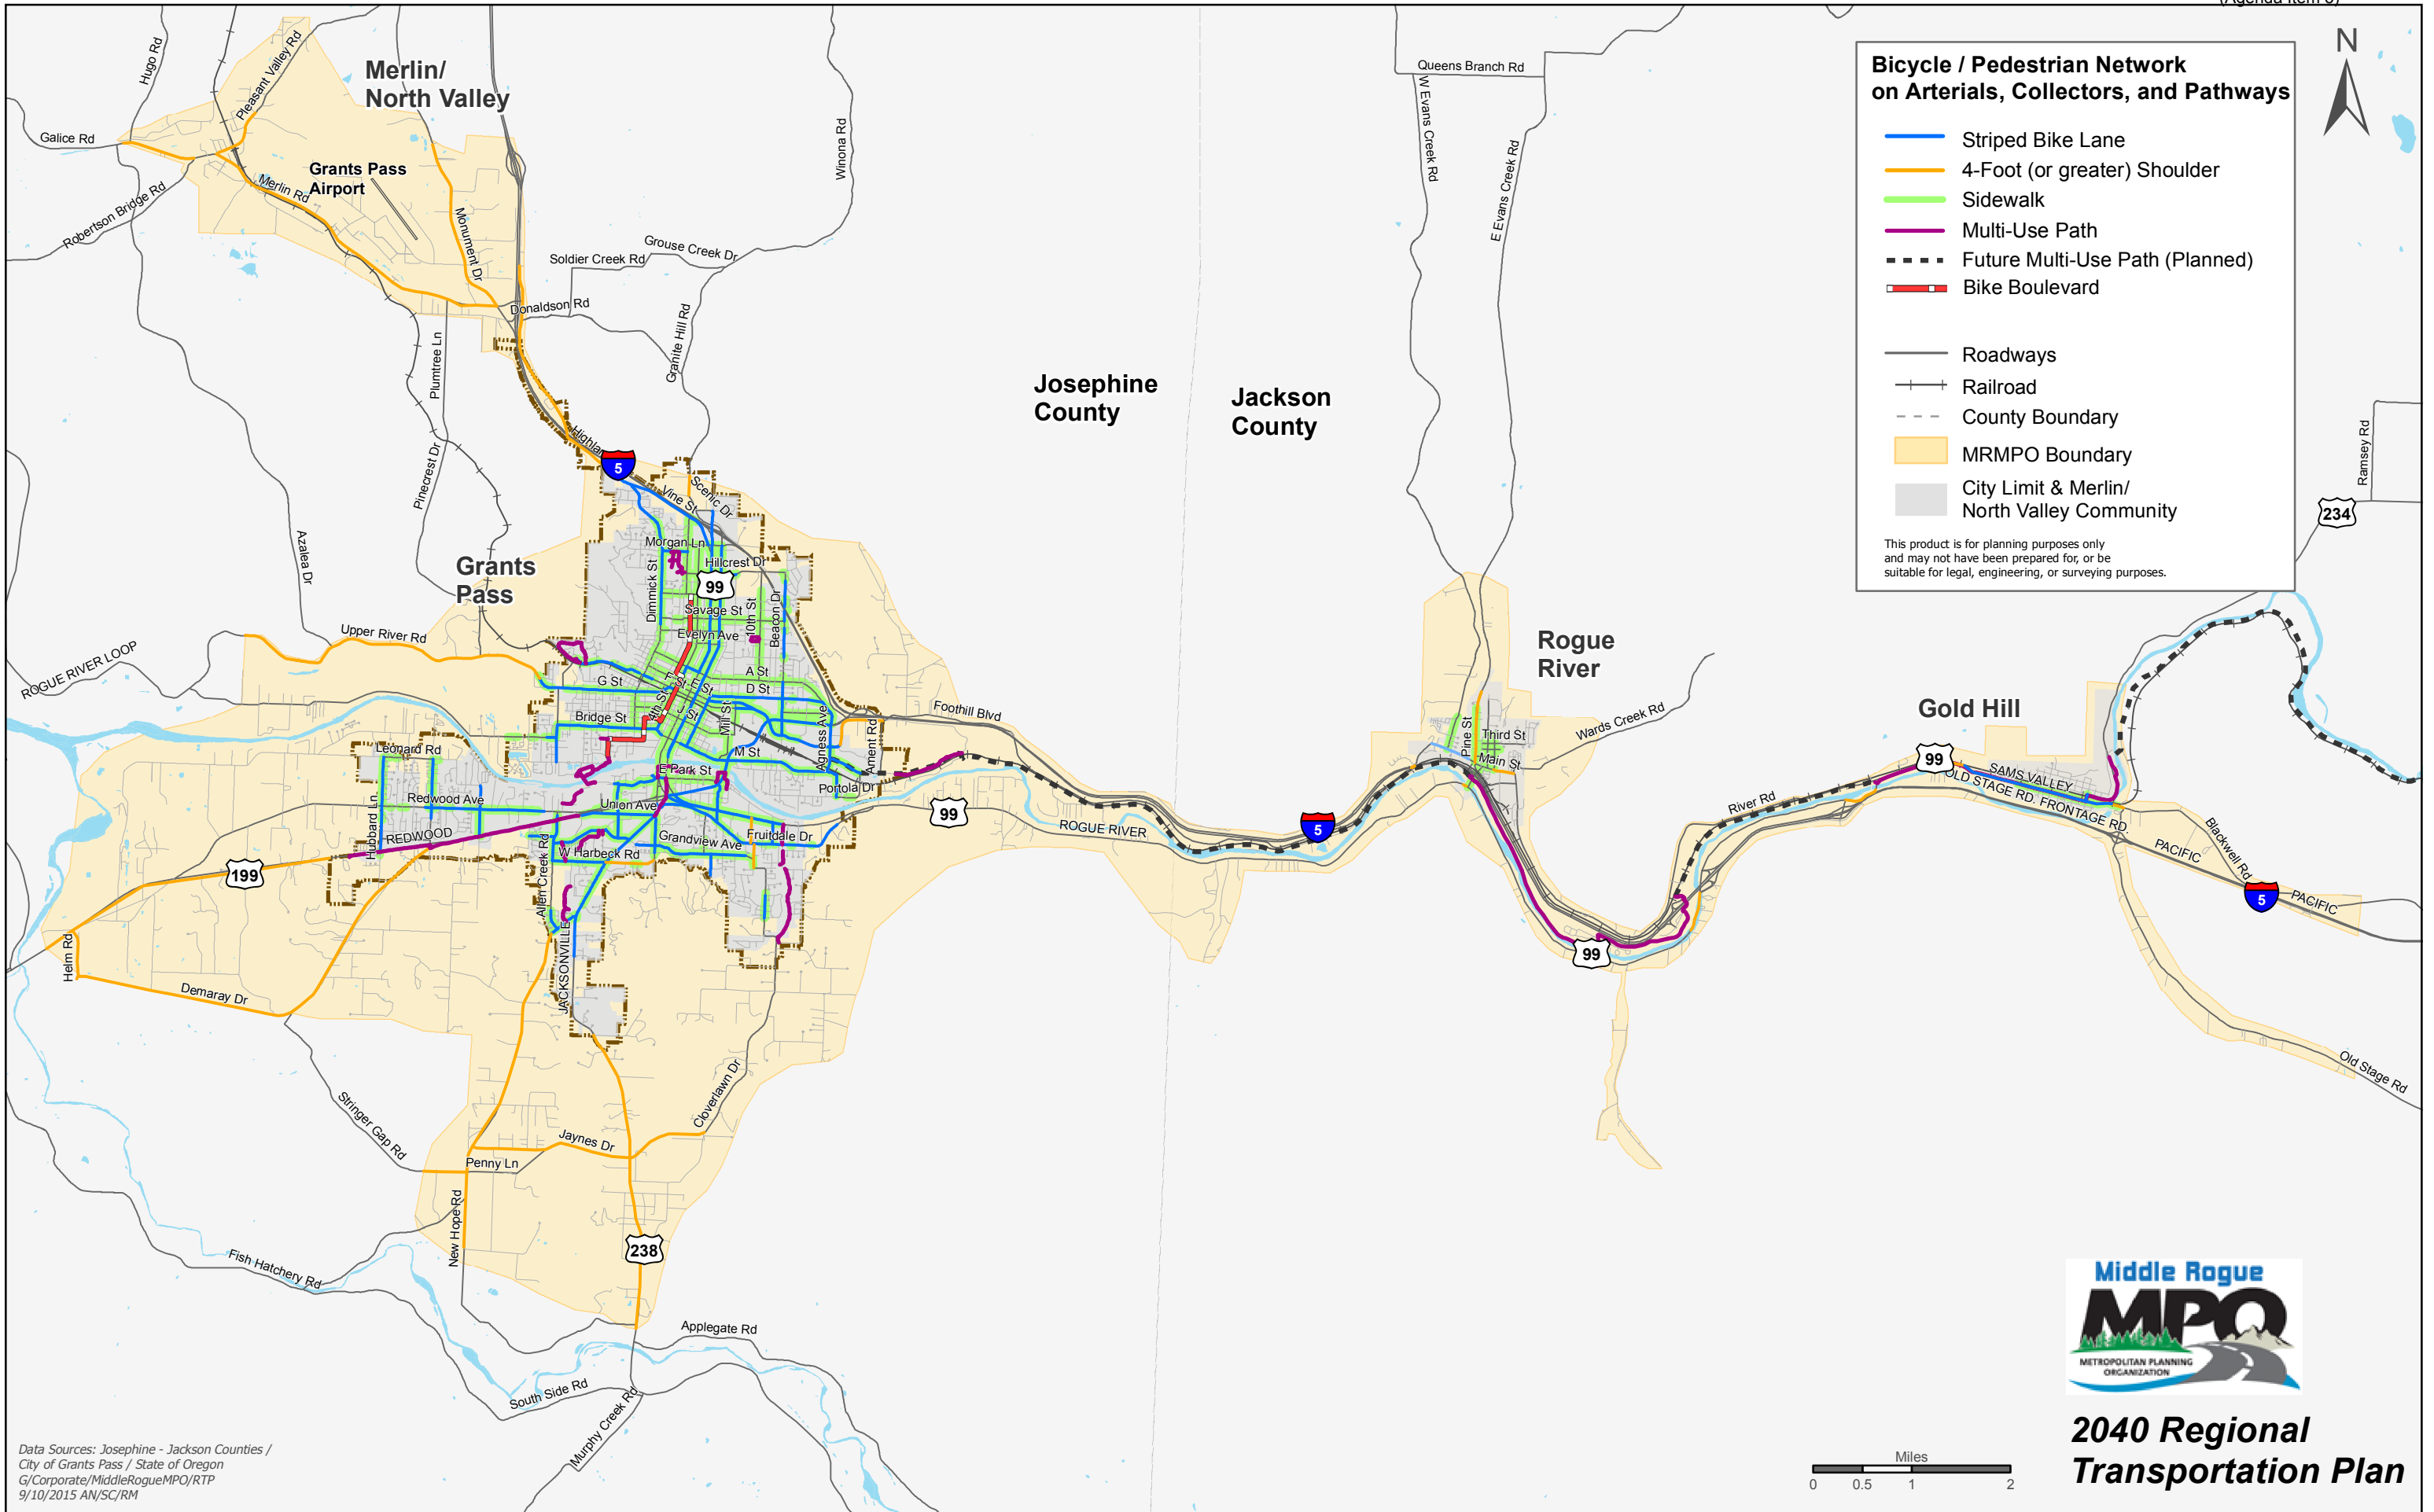 (Agenda Item 5)
Bicycle / Pedestrian Network
on Arterials, Collectors, and Pathways
Striped Bike Lane
4-Foot (or greater) Shoulder
Sidewalk
Multi-Use Path
Future Multi-Use Path (Planned)
Bike Boulevard
Roadways
Railroad
County Boundary
MRMPO Boundary
City Limit & Merlin/
North Valley Community
This product is for planning purposes only
and may not have been prepared for, or be
suitable for legal, engineering, or surveying purposes.
N
Merlin/
North Valley
Hugo Rd
Pleasant Valley Rd
Galice Rd
Robertson Bridge Rd
Merlin Rd
Grants Pass
Airport
Monument Dr
Winona Rd
Soldier Creek Rd
Grouse Creek Dr
Donaldson Rd
Granite Hill Rd
Plumtree Ln
Pinecrest Dr
Azalea Dr
Queens Branch Rd
W Evans Creek Rd
E Evans Creek Rd
Josephine
County
Jackson
County
Ramsey Rd
234
5
Vine St
Scenic Dr
Morgan Ln
Hillcrest Dr
99
Dimmick St
Savage St
10th St
Beacon Dr
Evelyn Ave
Grants
Pass
Upper River Rd
ROGUE RIVER LOOP
G St
F St
E St
A St
D St
4th St
J St
Bridge St
Mill St
M St
Agness Ave
Ament Rd
Foothill Blvd
E Park St
Portola Dr
Leonard Rd
Redwood Ave
Hubbard Ln
REDWOOD
Union Ave
Fruitdale Dr
Grandview Ave
W Harbeck Rd
Allen Creek Rd
JACKSONVILLE
199
99
ROGUE RIVER
5
Helm Rd
Demaray Dr
Stringer Gap Rd
Cloverlawn Dr
Jaynes Dr
Penny Ln
New Hope Rd
238
Fish Hatchery Rd
Applegate Rd
South Side Rd
Murphy Creek Rd
Rogue
River
Pine St
Third St
Main St
Wards Creek Rd
99
River Rd
Gold Hill
99
SAMS VALLEY
OLD STAGE RD. FRONTAGE RD.
PACIFIC
Blackwell Rd
5
PACIFIC
Old Stage Rd
Middle Rogue
MPO
METROPOLITAN PLANNING
ORGANIZATION
2040 Regional
Transportation Plan
Miles
0 0.5 1 2
Data Sources: Josephine - Jackson Counties /
City of Grants Pass / State of Oregon
G/Corporate/MiddleRogueMPO/RTP
9/10/2015 AN/SC/RM